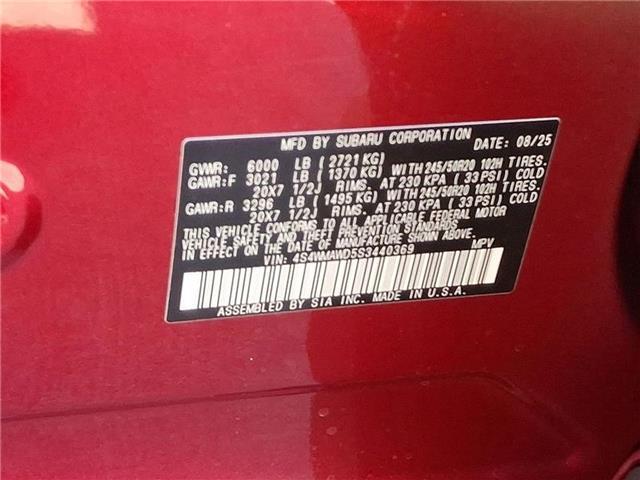 MFD BY SUBARU CORPORATION DATE: 08/25
GVWR: 6000 LB ( 2721 KG)
GAWR:F 3021 LB ( 1370 KG) WITH 245/50R20 102H TIRES.
20X7 1/2J RIMS. AT 230 KPA ( 33 PSI) COLD
GAWR:R 3296 LB ( 1495 KG) WITH 245/50R20 102H TIRES.
20X7 1/2J RIMS. AT 230 KPA ( 33 PSI) COLD
THIS VEHICLE CONFORMS TO ALL APPLICABLE FEDERAL MOTOR
VEHICLE SAFETY AND THEFT PREVENTION STANDARDS
IN EFFECT ON THE DATE OF MANUFACTURE SHOWN ABOVE.
VIN: 4S4WMAWD5S3440369 MPV
ASSEMBLED BY SIA INC. MADE IN U.S.A.